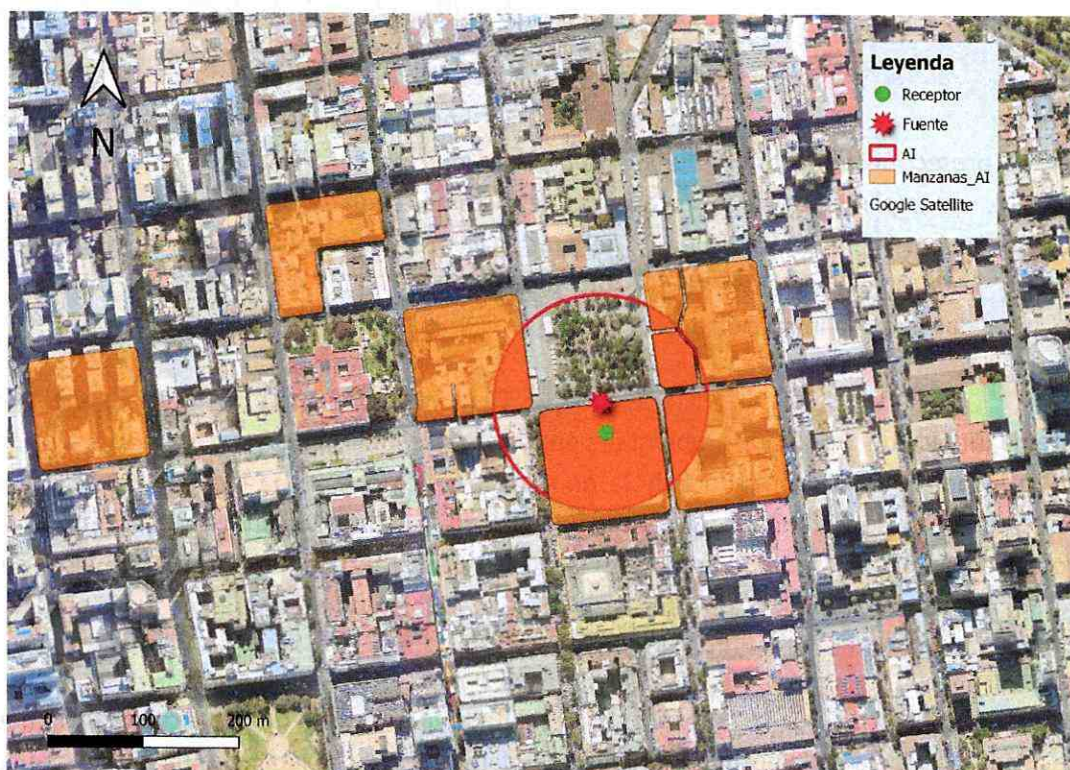 N
Leyenda
Receptor
Fuente
AI
Manzanas_AI
Google Satellite
0 100 200 m